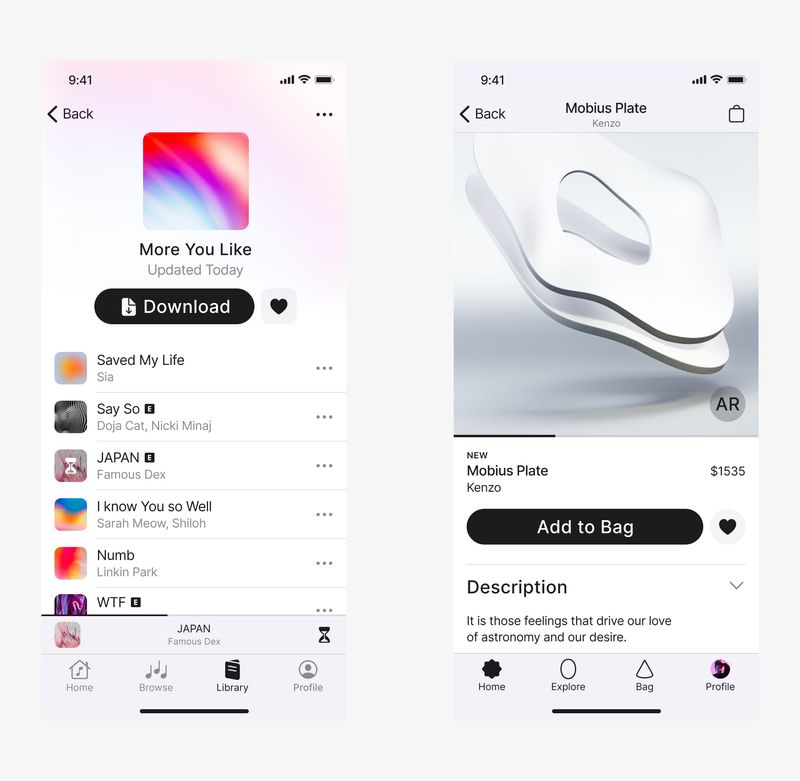 9:41
Back
More You Like
Updated Today
Download
Saved My Life
Sia
Say So E
Doja Cat, Nicki Minaj
JAPAN E
Famous Dex
I know You so Well
Sarah Meow, Shiloh
Numb
Linkin Park
WTF E
JAPAN
Famous Dex
Home Browse Library Profile
9:41
Back
Mobius Plate
Kenzo
AR
NEW
Mobius Plate $1535
Kenzo
Add to Bag
Description
It is those feelings that drive our love
of astronomy and our desire.
Home Explore Bag Profile